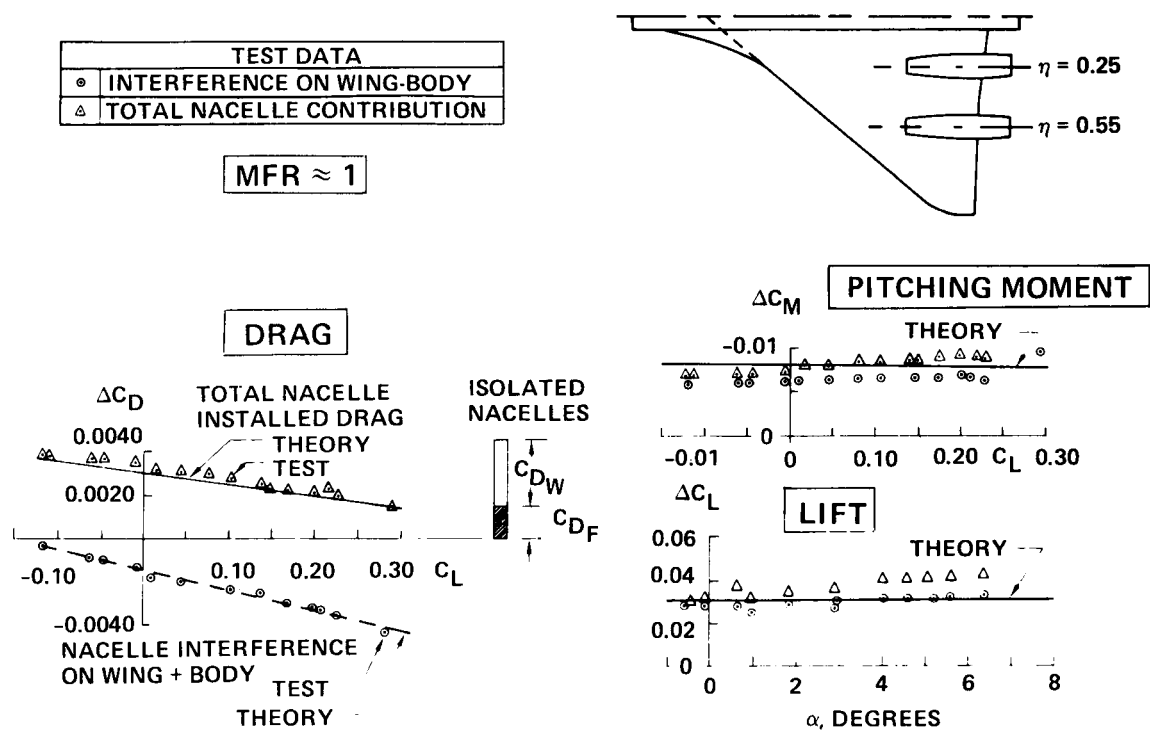 TEST DATA
⊙ INTERFERENCE ON WING-BODY
△ TOTAL NACELLE CONTRIBUTION
MFR ≈ 1
η = 0.25
η = 0.55
DRAG
ΔC_D
TOTAL NACELLE
INSTALLED DRAG
THEORY
TEST
0.0040
0.0020
-0.10
0.10
0.20
0.30
C_L
-0.0040
NACELLE INTERFERENCE
ON WING + BODY
TEST
THEORY
ISOLATED
NACELLES
C_DW
C_DF
PITCHING MOMENT
ΔC_M
THEORY
-0.01
0
-0.01
0
0.10
0.20
C_L
0.30
LIFT
ΔC_L
THEORY
0.06
0.04
0.02
0
0
2
4
6
8
α, DEGREES